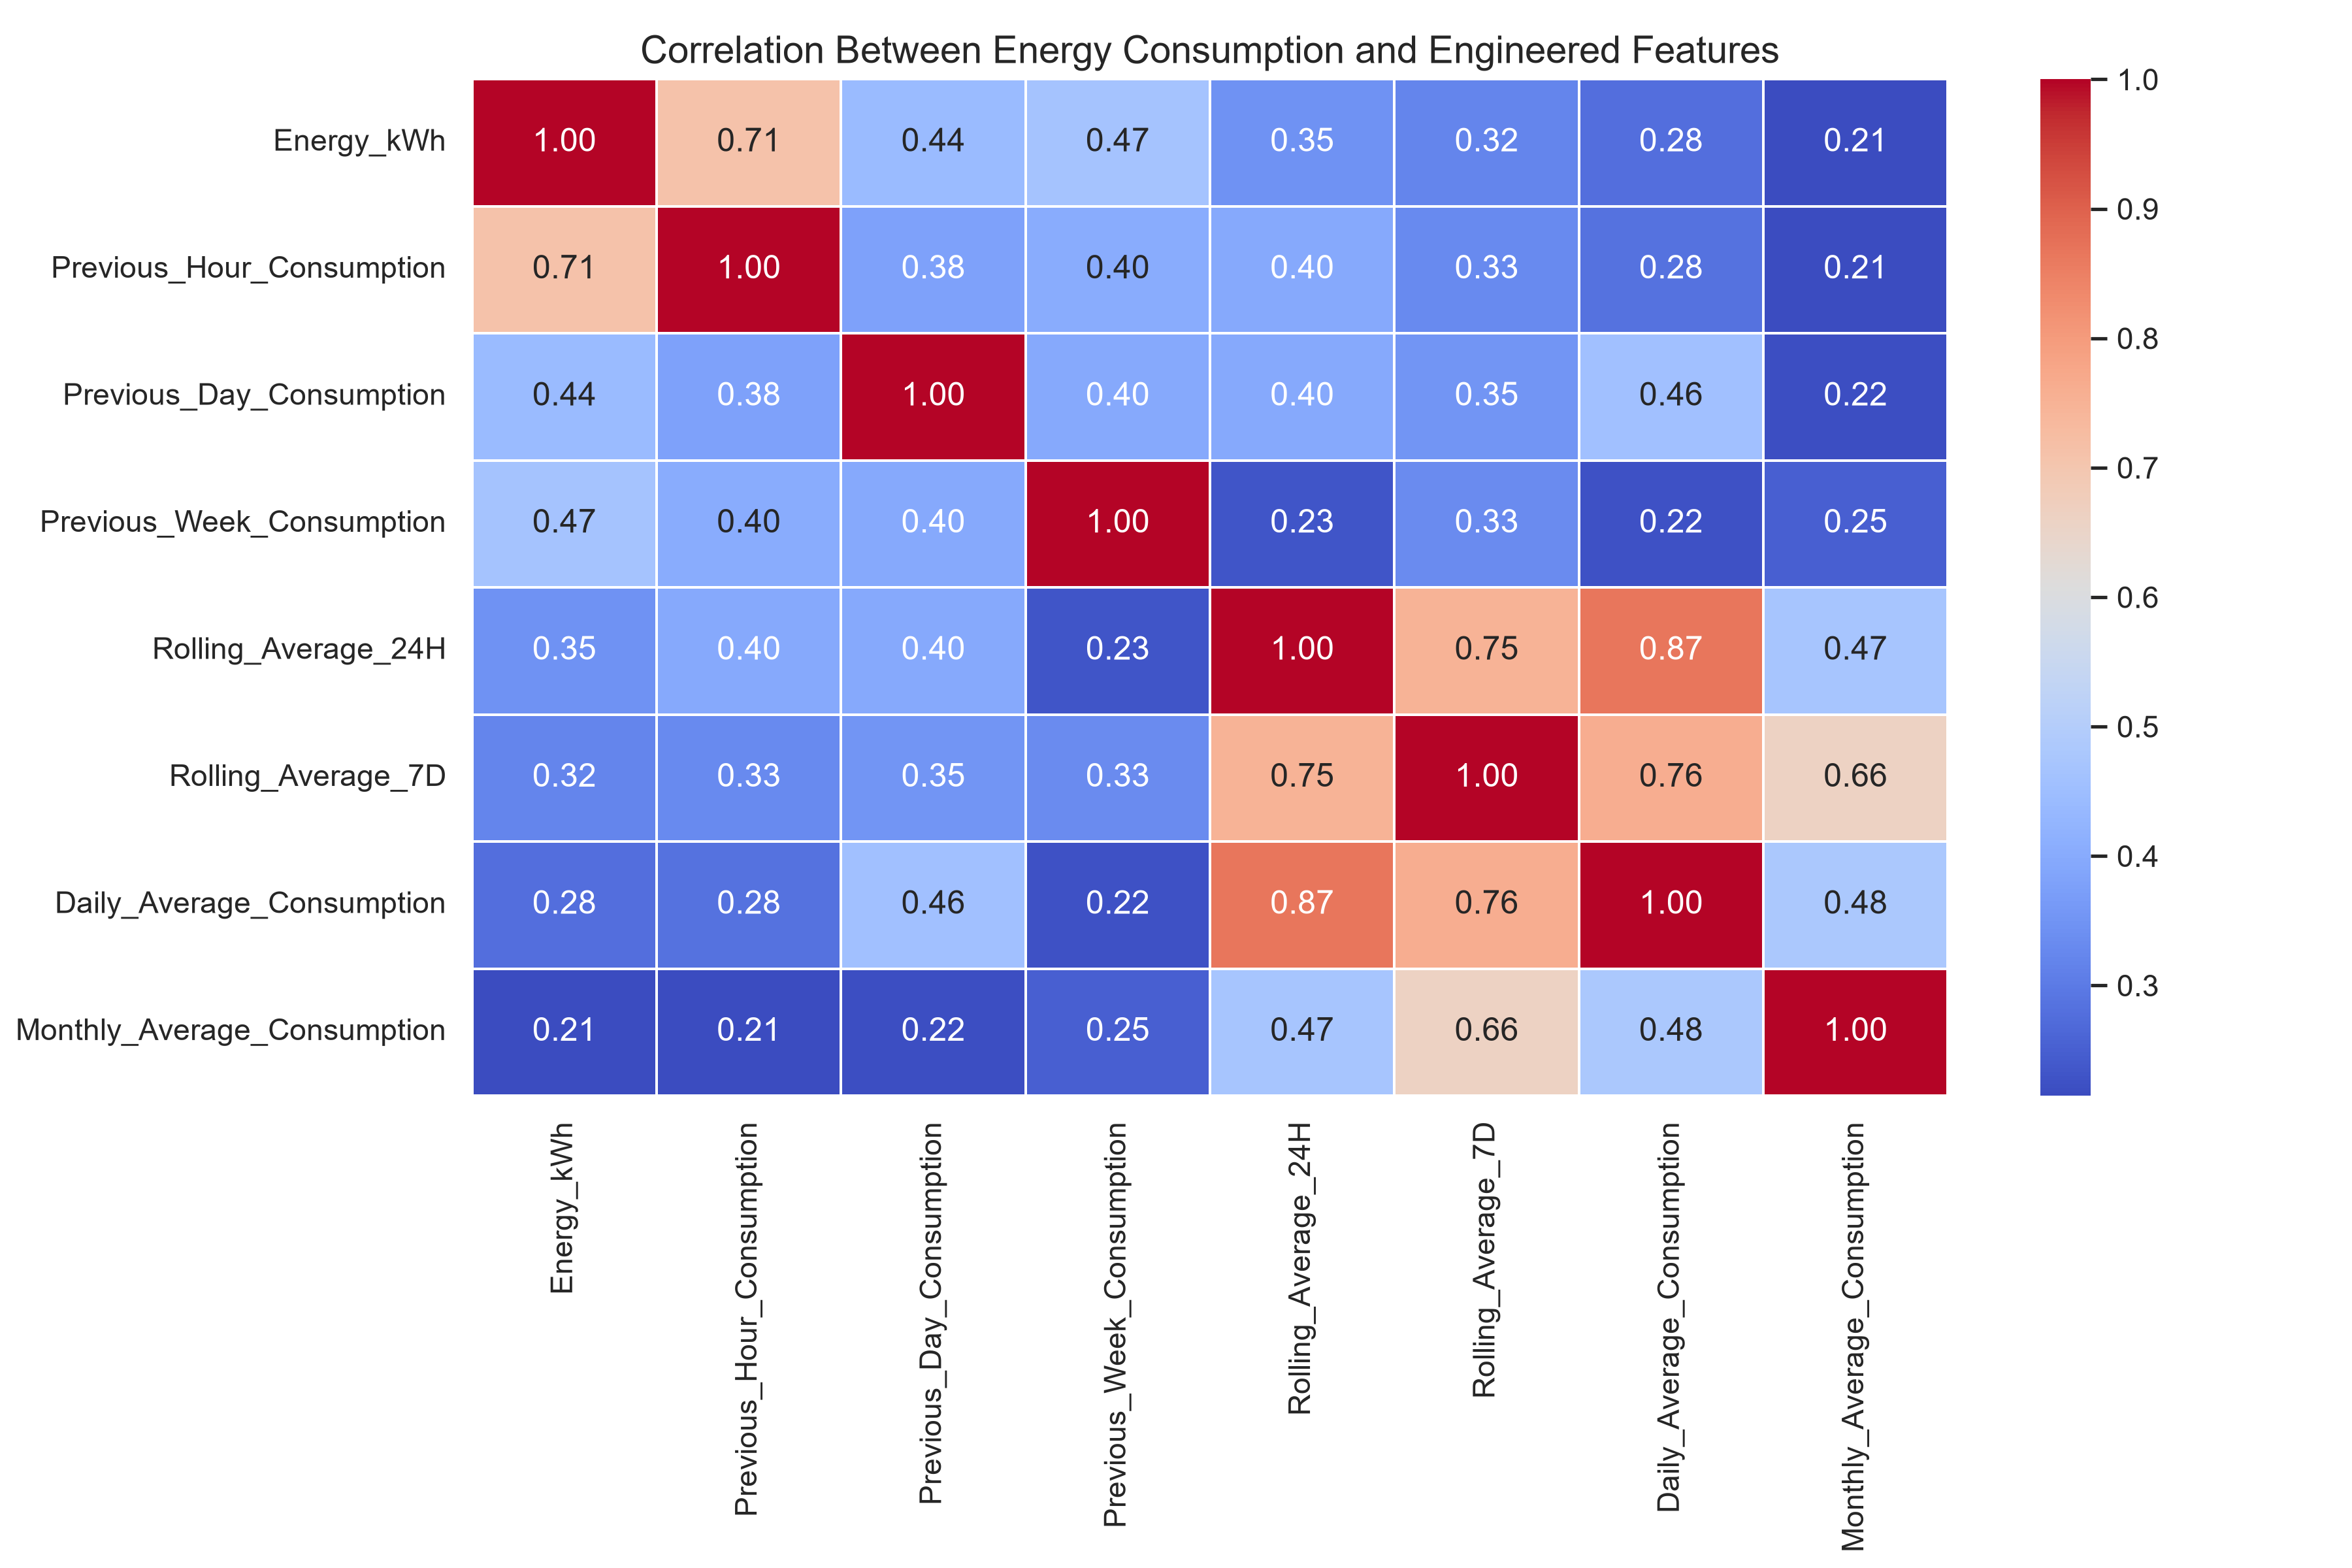 Correlation Between Energy Consumption and Engineered Features
Energy_kWh 1.00 0.71 0.44 0.47 0.35 0.32 0.28 0.21
Previous_Hour_Consumption 0.71 1.00 0.38 0.40 0.40 0.33 0.28 0.21
Previous_Day_Consumption 0.44 0.38 1.00 0.40 0.40 0.35 0.46 0.22
Previous_Week_Consumption 0.47 0.40 0.40 1.00 0.23 0.33 0.22 0.25
Rolling_Average_24H 0.35 0.40 0.40 0.23 1.00 0.75 0.87 0.47
Rolling_Average_7D 0.32 0.33 0.35 0.33 0.75 1.00 0.76 0.66
Daily_Average_Consumption 0.28 0.28 0.46 0.22 0.87 0.76 1.00 0.48
Monthly_Average_Consumption 0.21 0.21 0.22 0.25 0.47 0.66 0.48 1.00
Energy_kWh
Previous_Hour_Consumption
Previous_Day_Consumption
Previous_Week_Consumption
Rolling_Average_24H
Rolling_Average_7D
Daily_Average_Consumption
Monthly_Average_Consumption
1.0
0.9
0.8
0.7
0.6
0.5
0.4
0.3